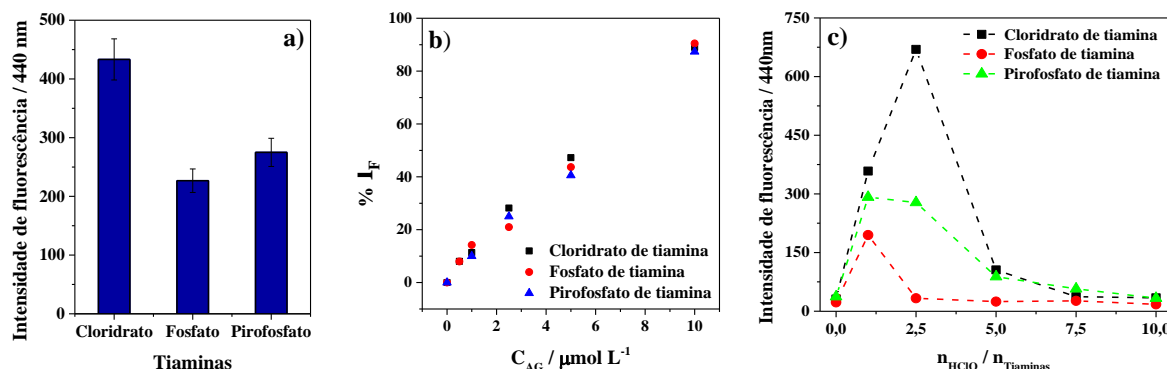 a)
Intensidade de fluorescência / 440 nm
500
400
300
200
100
0
Cloridrato Fosfato Pirofosfato
Tiaminas
b)
% I_F
100
80
60
40
20
0
Cloridrato de tiamina
Fosfato de tiamina
Pirofosfato de tiamina
0 2 4 6 8 10
C_AG / μmol L⁻¹
c)
Intensidade de fluorescência / 440nm
750
600
450
300
150
0
Cloridrato de tiamina
Fosfato de tiamina
Pirofosfato de tiamina
0,0 2,5 5,0 7,5 10,0
n_HClO / n_Tiaminas